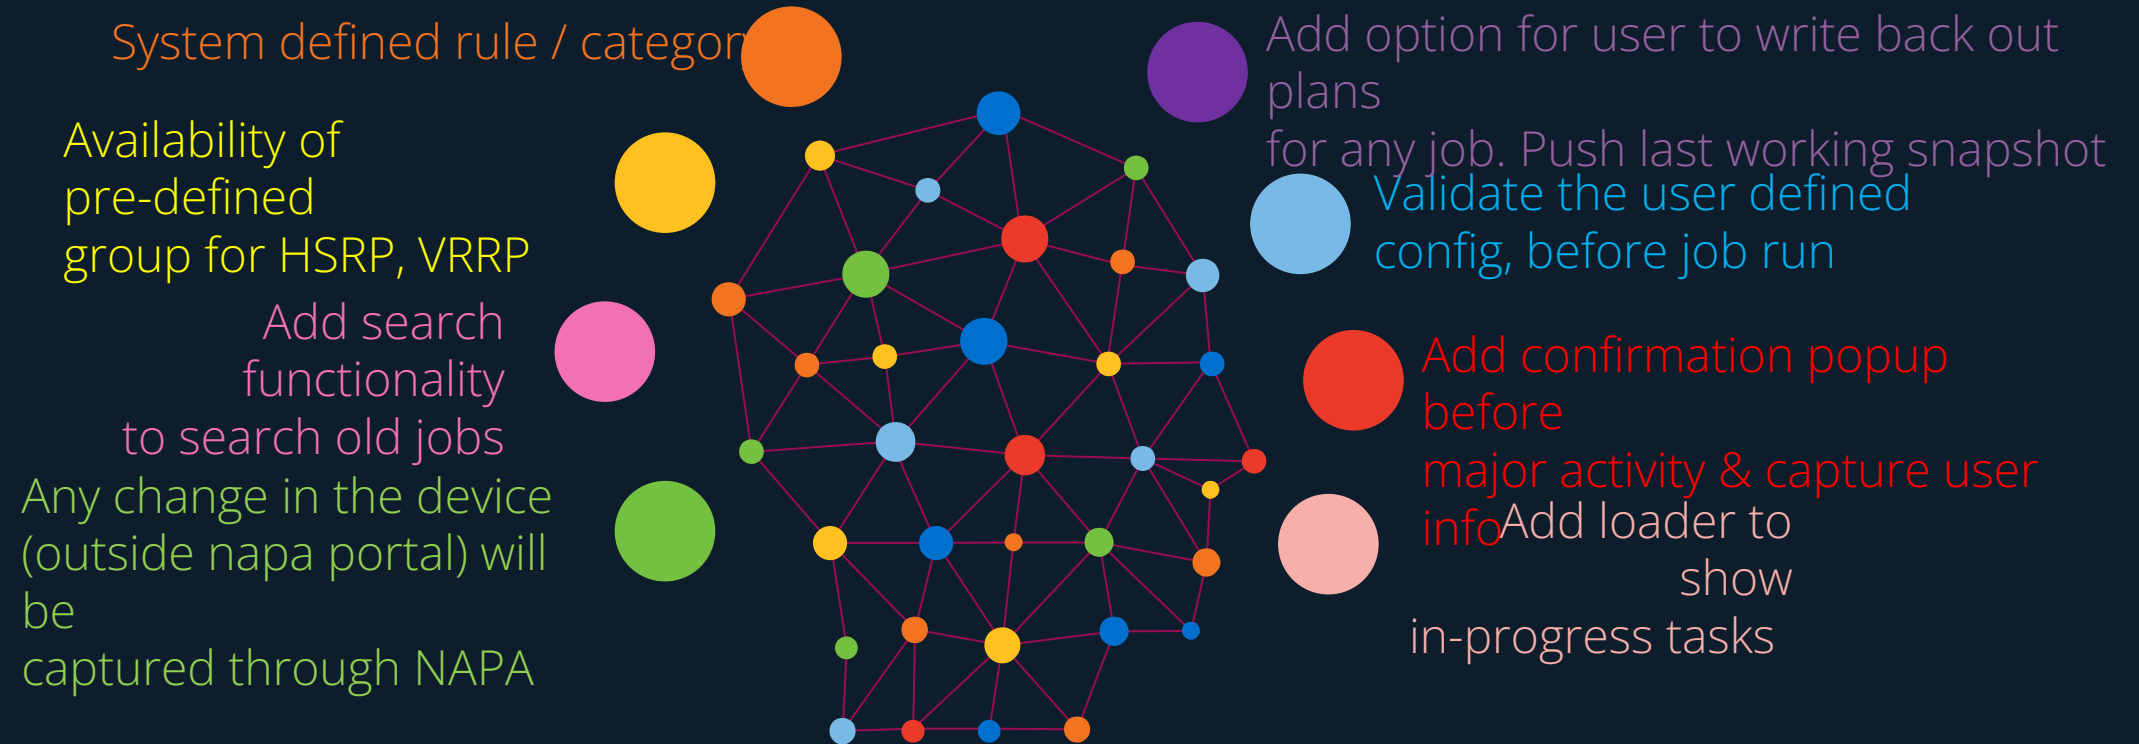 System defined rule / category
Availability of
pre-defined
group for HSRP, VRRP
Add search
functionality
to search old jobs
Any change in the device
(outside napa portal) will
be
captured through NAPA
Add option for user to write back out
plans
for any job. Push last working snapshot
Validate the user defined
config, before job run
Add confirmation popup
before
major activity & capture user
info
Add loader to
show
in-progress tasks